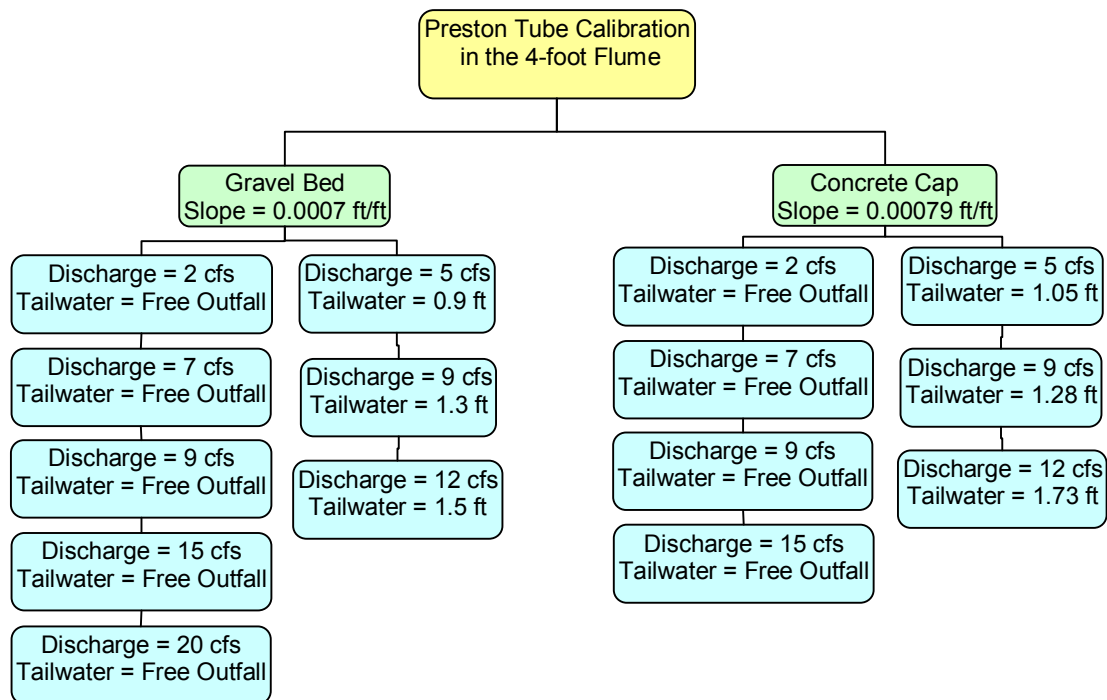 Preston Tube Calibration
in the 4-foot Flume
Gravel Bed
Slope = 0.0007 ft/ft
Discharge = 2 cfs
Tailwater = Free Outfall
Discharge = 7 cfs
Tailwater = Free Outfall
Discharge = 9 cfs
Tailwater = Free Outfall
Discharge = 15 cfs
Tailwater = Free Outfall
Discharge = 20 cfs
Tailwater = Free Outfall
Discharge = 5 cfs
Tailwater = 0.9 ft
Discharge = 9 cfs
Tailwater = 1.3 ft
Discharge = 12 cfs
Tailwater = 1.5 ft
Concrete Cap
Slope = 0.00079 ft/ft
Discharge = 2 cfs
Tailwater = Free Outfall
Discharge = 7 cfs
Tailwater = Free Outfall
Discharge = 9 cfs
Tailwater = Free Outfall
Discharge = 15 cfs
Tailwater = Free Outfall
Discharge = 5 cfs
Tailwater = 1.05 ft
Discharge = 9 cfs
Tailwater = 1.28 ft
Discharge = 12 cfs
Tailwater = 1.73 ft